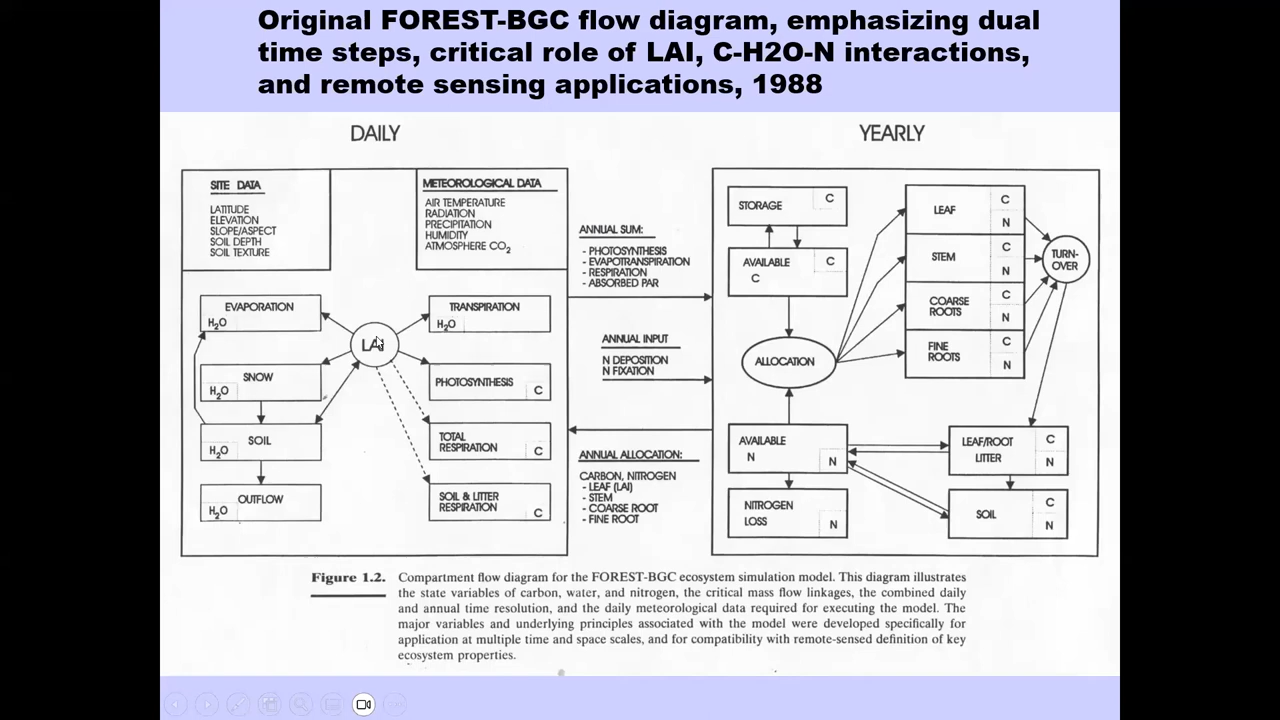 Original FOREST-BGC flow diagram, emphasizing dual
time steps, critical role of LAI, C-H2O-N interactions,
and remote sensing applications, 1988
DAILY
YEARLY
SITE DATA
LATITUDE
ELEVATION
SLOPE/ASPECT
SOIL DEPTH
SOIL TEXTURE
METEOROLOGICAL DATA
AIR TEMPERATURE
RADIATION
PRECIPITATION
HUMIDITY
ATMOSPHERE CO2
EVAPORATION
H2O
SNOW
H2O
SOIL
H2O
OUTFLOW
H2O
LAI
TRANSPIRATION
H2O
PHOTOSYNTHESIS
C
TOTAL
RESPIRATION
C
SOIL & LITTER
RESPIRATION
C
ANNUAL SUM:
- PHOTOSYNTHESIS
- EVAPOTRANSPIRATION
- RESPIRATION
- ABSORBED PAR
ANNUAL INPUT
N DEPOSITION
N FIXATION
ANNUAL ALLOCATION:
CARBON, NITROGEN
- LEAF (LAI)
- STEM
- COARSE ROOT
- FINE ROOT
STORAGE
C
AVAILABLE
C
C
ALLOCATION
AVAILABLE
N
N
NITROGEN
LOSS
N
LEAF
C
N
STEM
C
N
COARSE
ROOTS
C
N
FINE
ROOTS
C
N
TURN-
OVER
LEAF/ROOT
LITTER
C
N
SOIL
C
N
Figure 1.2. Compartment flow diagram for the FOREST-BGC ecosystem simulation model. This diagram illustrates
the state variables of carbon, water, and nitrogen, the critical mass flow linkages, the combined daily
and annual time resolution, and the daily meteorological data required for executing the model. The
major variables and underlying principles associated with the model were developed specifically for
application at multiple time and space scales, and for compatibility with remote-sensed definition of key
ecosystem properties.